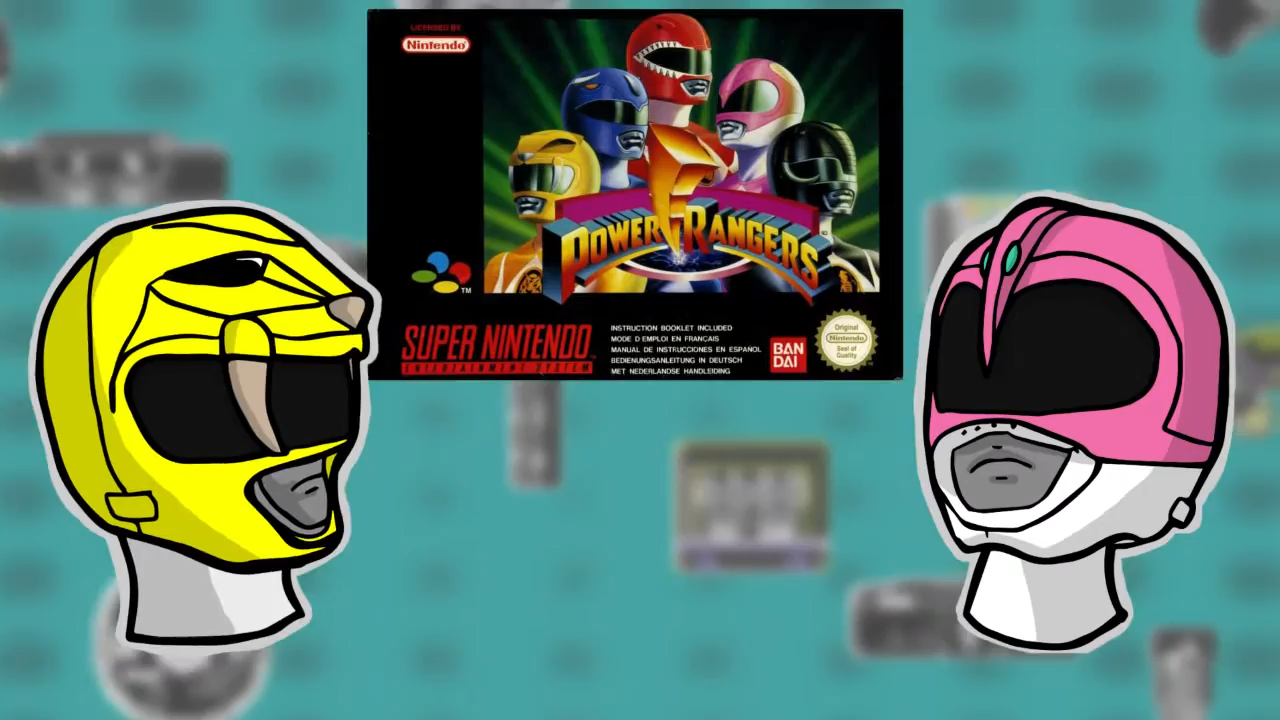 LICENSED BY
Nintendo
POWER RANGERS
TM
SUPER NINTENDO
ENTERTAINMENT SYSTEM
INSTRUCTION BOOKLET INCLUDED
MODE D EMPLOI EN FRANÇAIS
MANUAL DE INSTRUCCIONES EN ESPAÑOL
BEDIENUNGSANLEITUNG IN DEUTSCH
MET NEDERLANDSE HANDLEIDING
BAN
DAI
Original
Nintendo
Seal of
Quality